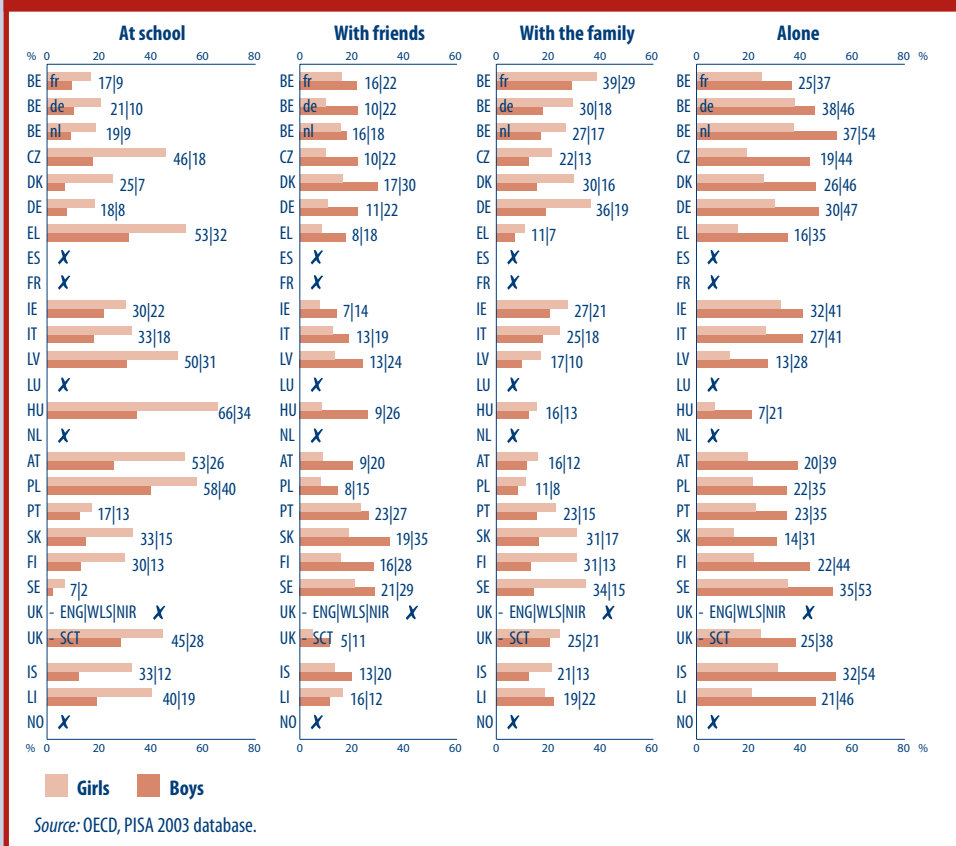 At school With friends With the family Alone
% 0 20 40 60 80 0 20 40 60 0 20 40 60 0 20 40 60 80 %
BE fr 17|9 BE fr 16|22 BE fr 39|29 BE fr 25|37
BE de 21|10 BE de 10|22 BE de 30|18 BE de 38|46
BE nl 19|9 BE nl 16|18 BE nl 27|17 BE nl 37|54
CZ 46|18 CZ 10|22 CZ 22|13 CZ 19|44
DK 25|7 DK 17|30 DK 30|16 DK 26|46
DE 18|8 DE 11|22 DE 36|19 DE 30|47
EL 53|32 EL 8|18 EL 11|7 EL 16|35
ES ✗ ES ✗ ES ✗ ES ✗
FR ✗ FR ✗ FR ✗ FR ✗
IE 30|22 IE 7|14 IE 27|21 IE 32|41
IT 33|18 IT 13|19 IT 25|18 IT 27|41
LV 50|31 LV 13|24 LV 17|10 LV 13|28
LU ✗ LU ✗ LU ✗ LU ✗
HU 66|34 HU 9|26 HU 16|13 HU 7|21
NL ✗ NL ✗ NL ✗ NL ✗
AT 53|26 AT 9|20 AT 16|12 AT 20|39
PL 58|40 PL 8|15 PL 11|8 PL 22|35
PT 17|13 PT 23|27 PT 23|15 PT 23|35
SK 33|15 SK 19|35 SK 31|17 SK 14|31
FI 30|13 FI 16|28 FI 31|13 FI 22|44
SE 7|2 SE 21|29 SE 34|15 SE 35|53
UK - ENG|WLS|NIR ✗ UK - ENG|WLS|NIR ✗ UK - ENG|WLS|NIR ✗ UK - ENG|WLS|NIR ✗
UK - SCT 45|28 UK - SCT 5|11 UK - SCT 25|21 UK - SCT 25|38
IS 33|12 IS 13|20 IS 21|13 IS 32|54
LI 40|19 LI 16|12 LI 19|22 LI 21|46
NO ✗ NO ✗ NO ✗ NO ✗
% 0 20 40 60 80 0 20 40 60 0 20 40 60 0 20 40 60 80 %
Girls Boys
Source: OECD, PISA 2003 database.